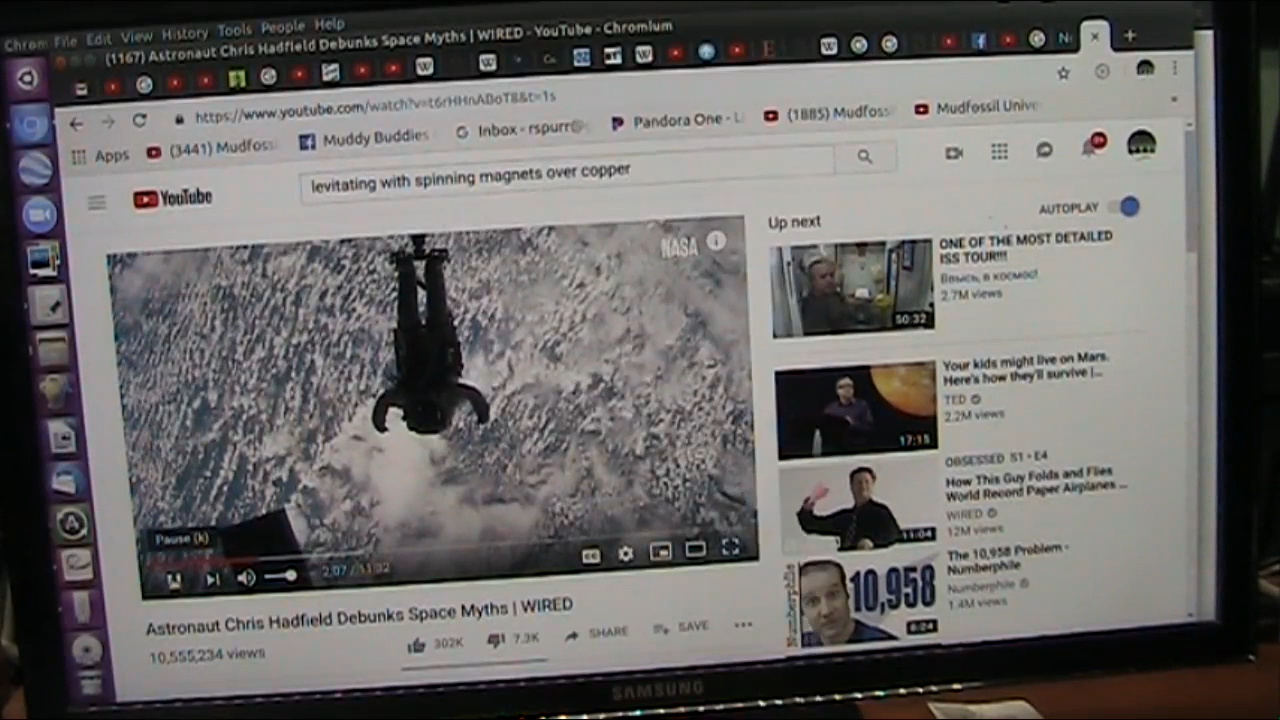 Chrom File Edit View History Tools People Help
(1167) Astronaut Chris Hadfield Debunks Space Myths | WIRED - YouTube - Chromium
https://www.youtube.com/watch?v=t6rHHnABoT8&t=1s
Apps (3441) Mudfoss Muddy Buddies Inbox - rspurr@ Pandora One - L (1885) Mudfoss Mudfossil Unive
YouTube
levitating with spinning magnets over copper
9+
NASA
Pause (k)
2:07 / 11:32
Astronaut Chris Hadfield Debunks Space Myths | WIRED
10,555,234 views
302K 7.3K SHARE SAVE
Up next
AUTOPLAY
ONE OF THE MOST DETAILED
ISS TOUR!!!
Ввысь, в космос!
2.7M views
50:32
Your kids might live on Mars.
Here's how they'll survive |...
TED
2.2M views
17:15
OBSESSED S1 • E4
How This Guy Folds and Flies
World Record Paper Airplanes ...
WIRED
12M views
11:04
The 10,958 Problem -
Numberphile
Numberphile
1.4M views
Numberphile
10,958
8:24
SAMSUNG